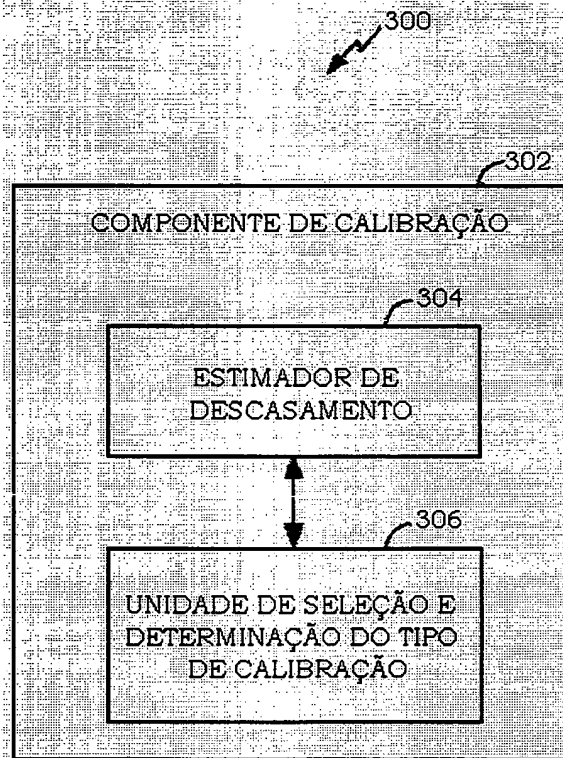 300
302
COMPONENTE DE CALIBRAÇÃO
304
ESTIMADOR DE
DESCASAMENTO
306
UNIDADE DE SELEÇÃO E
DETERMINAÇÃO DO TIPO
DE CALIBRAÇÃO